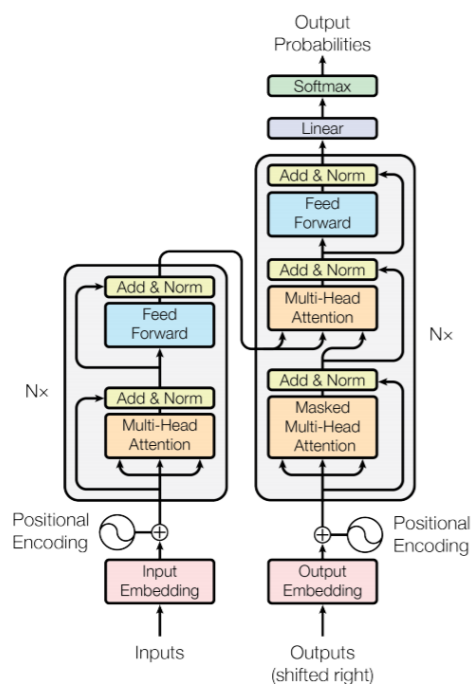 Output
Probabilities
Softmax
Linear
Add & Norm
Feed
Forward
Add & Norm
Multi-Head
Attention
Nx
Add & Norm
Masked
Multi-Head
Attention
Add & Norm
Feed
Forward
Nx
Add & Norm
Multi-Head
Attention
Positional
Encoding
Positional
Encoding
Input
Embedding
Output
Embedding
Inputs
Outputs
(shifted right)